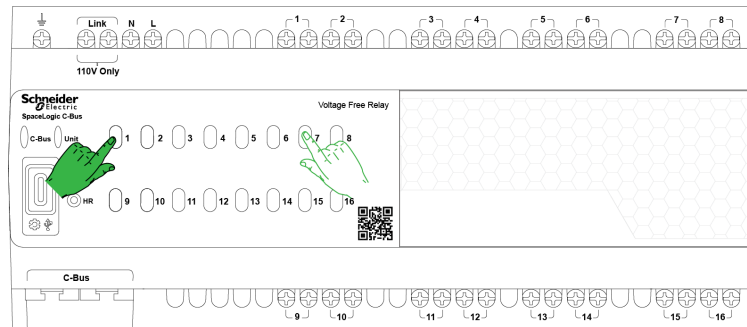 1 2 3 4 5 6 7 8
Link N L
110V Only
Schneider
Electric
SpaceLogic C-Bus
Voltage Free Relay
C-Bus Unit 1 2 3 4 5 6 7 8
HR 9 10 11 12 13 14 15 16
C-Bus
9 10 11 12 13 14 15 16